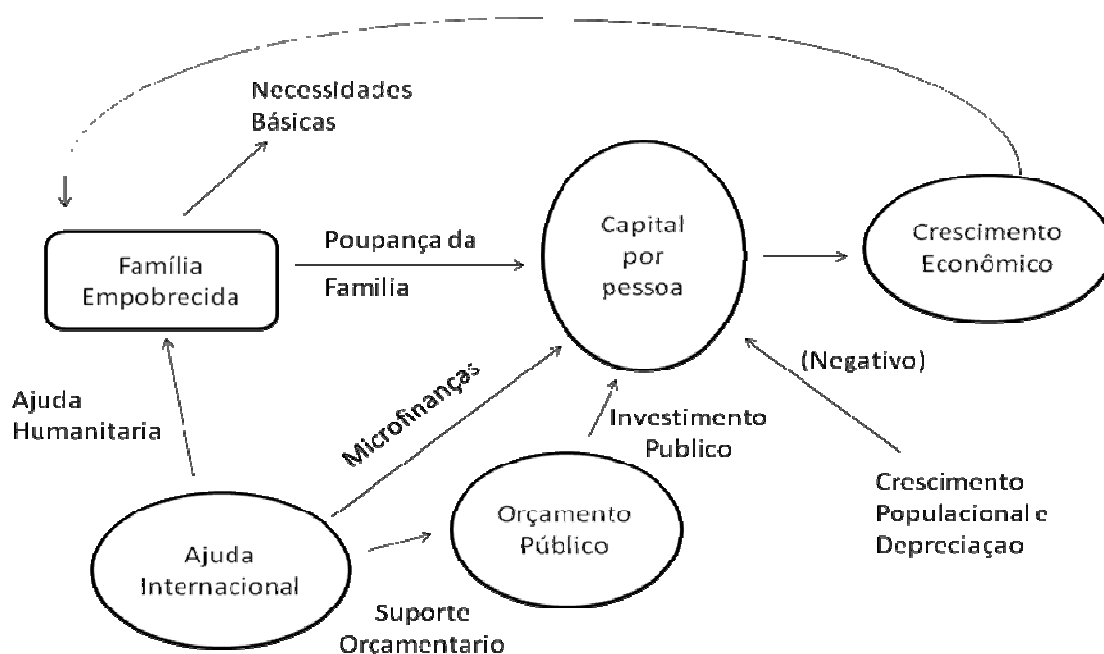 Necessidades
Básicas
Poupança da
Familia
Família
Empobrecida
Capital
por
pessoa
Crescimento
Econômico
(Negativo)
Ajuda
Humanitaria
Microfinanças
Investimento
Publico
Crescimento
Populacional e
Depreciaçao
Orçamento
Público
Ajuda
Internacional
Suporte
Orçamentario